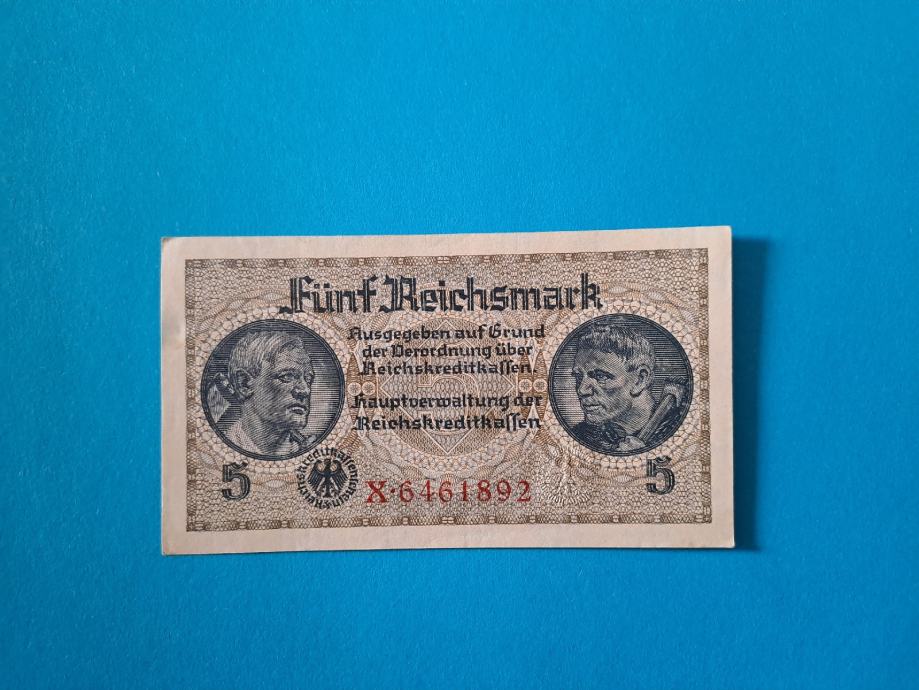 Fünf Reichsmark
Ausgegeben auf Grund
der Verordnung über
Reichskreditkassen.
Hauptverwaltung der
Reichskreditkassen
5
5
X·6461892